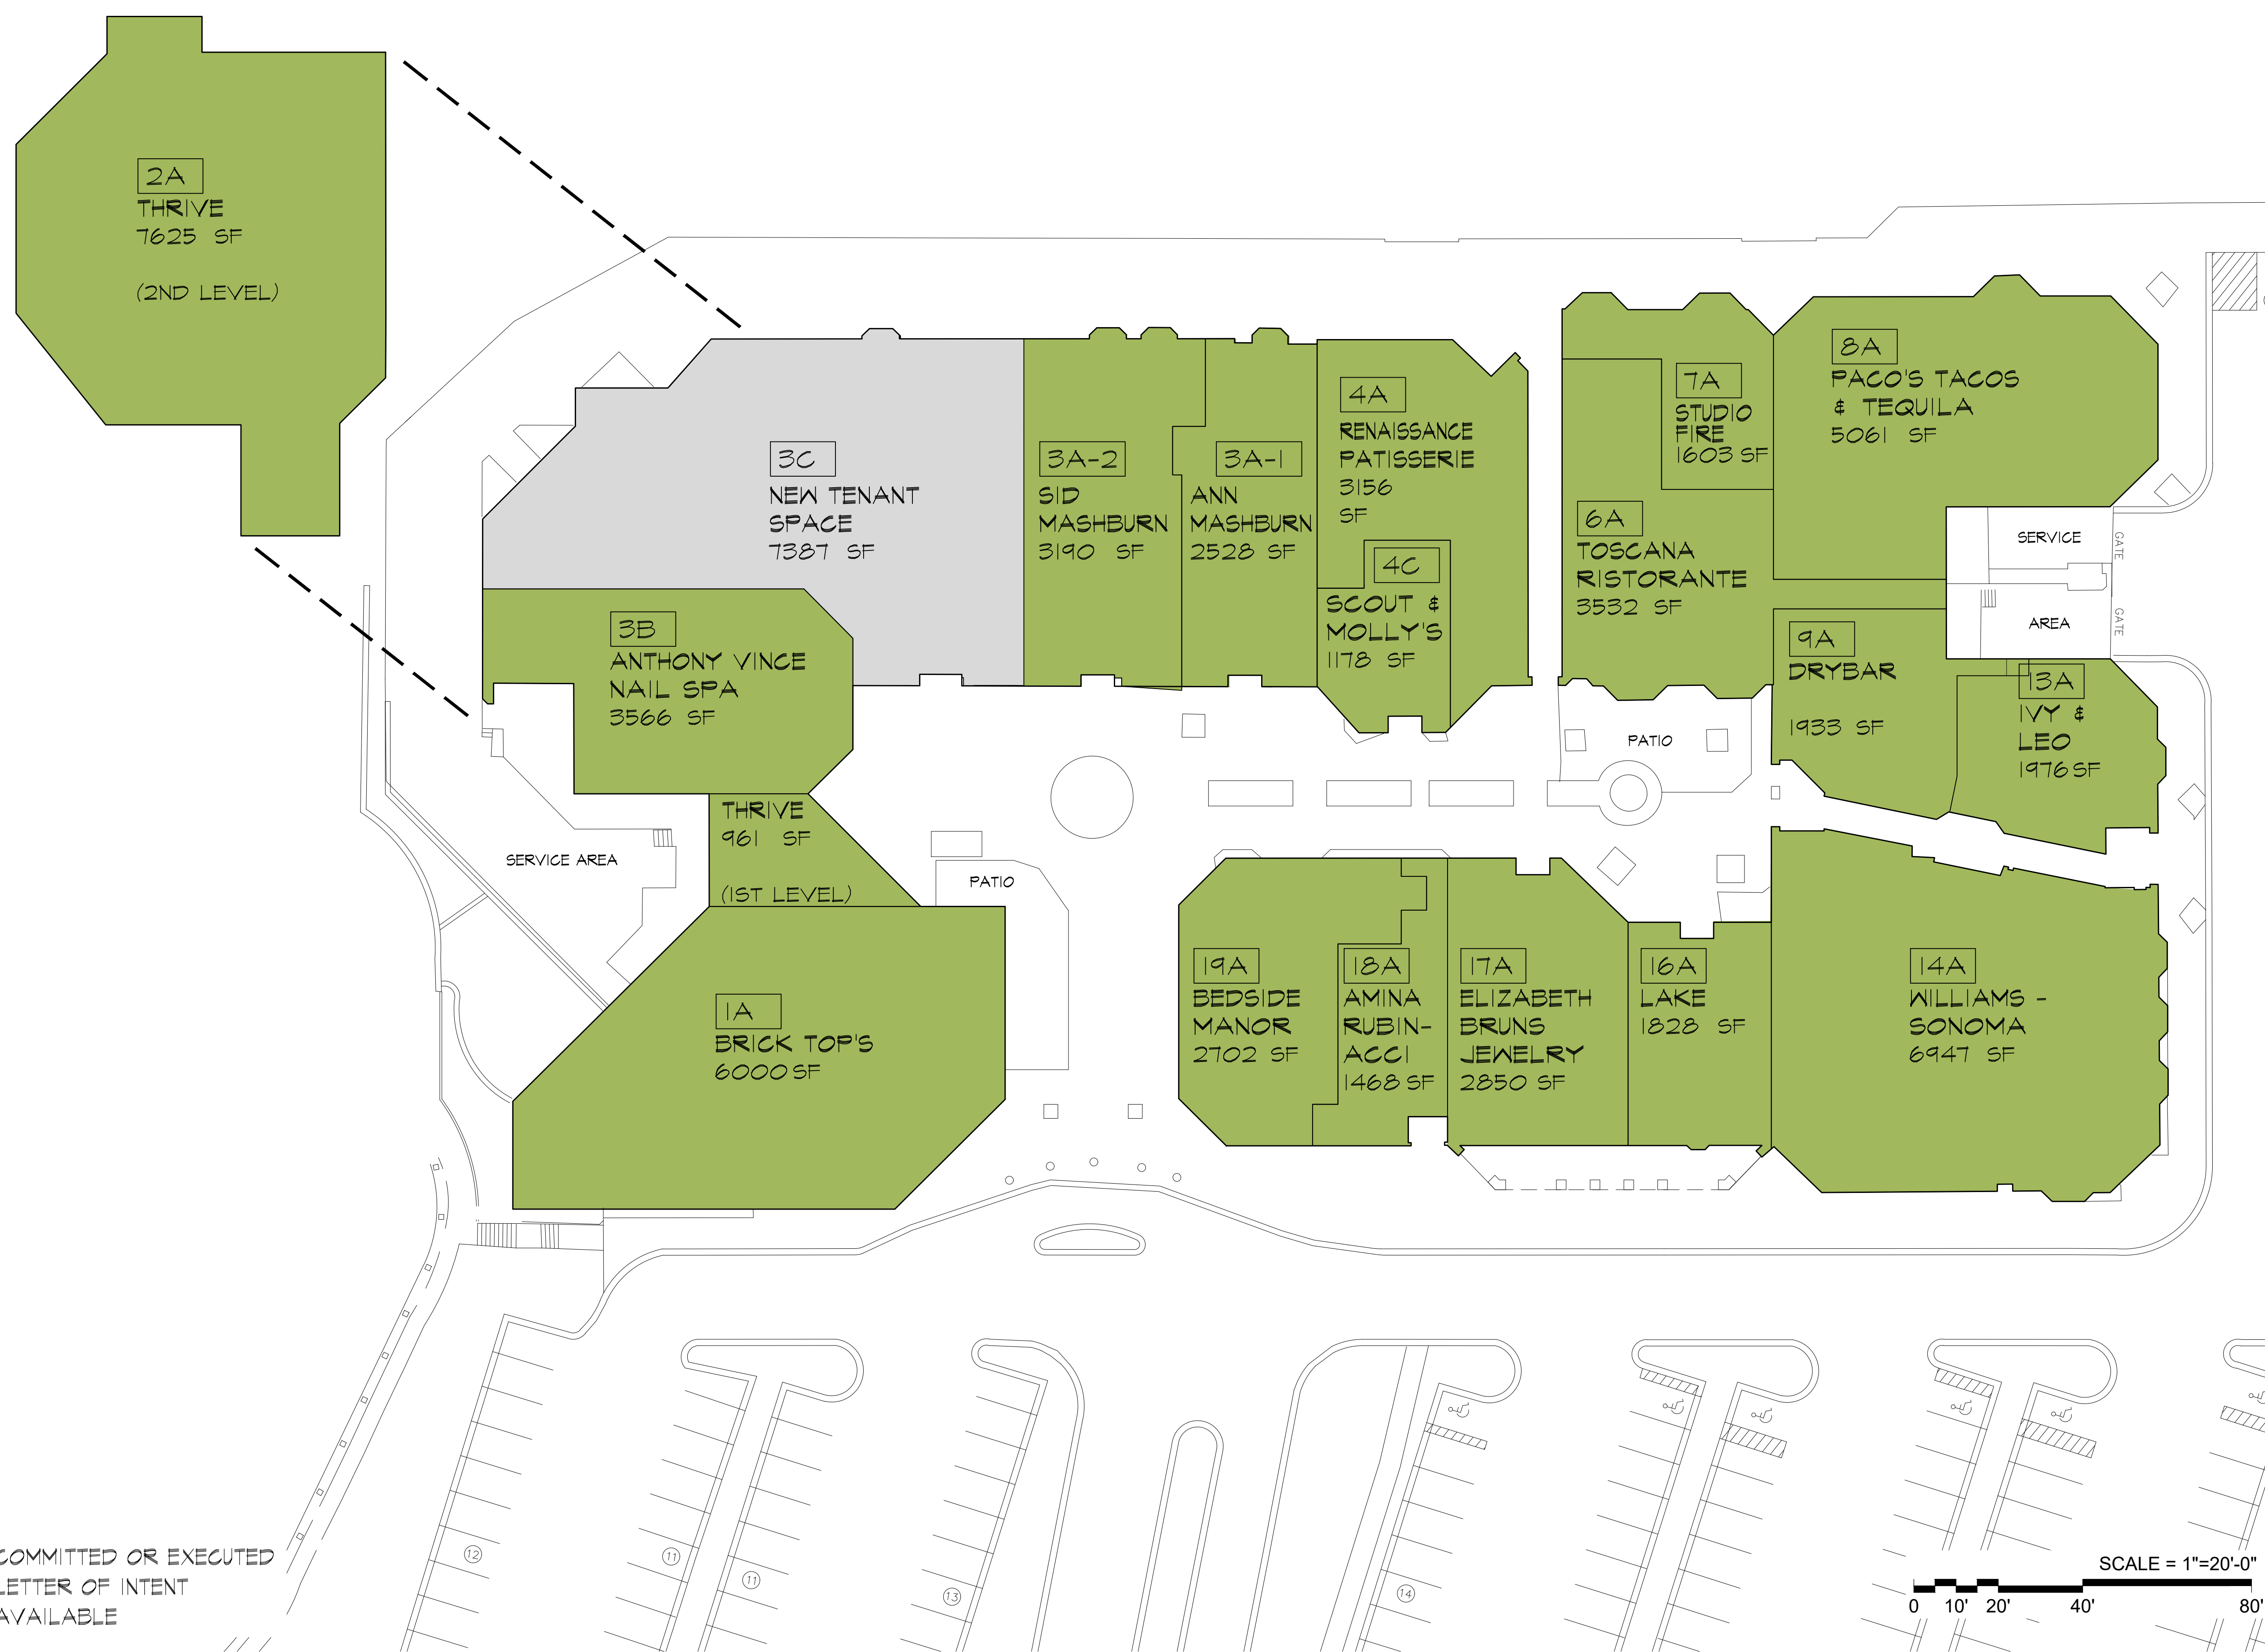 2A
THRIVE
7625 SF
(2ND LEVEL)
3C
NEW TENANT
SPACE
7387 SF
3A-2
SID
MASHBURN
3190 SF
3A-1
ANN
MASHBURN
2528 SF
4A
RENAISSANCE
PATISSERIE
3156
SF
4C
SCOUT &
MOLLY'S
1178 SF
6A
TOSCANA
RISTORANTE
3532 SF
7A
STUDIO
FIRE
1603 SF
8A
PACO'S TACOS
& TEQUILA
5061 SF
SERVICE
GATE
AREA
GATE
3B
ANTHONY VINCE
NAIL SPA
3566 SF
9A
DRYBAR
1933 SF
13A
IVY &
LEO
1976 SF
PATIO
THRIVE
961 SF
(1ST LEVEL)
SERVICE AREA
PATIO
1A
BRICK TOP'S
6000 SF
19A
BEDSIDE
MANOR
2702 SF
18A
AMINA
RUBIN-
ACCI
1468 SF
17A
ELIZABETH
BRUNS
JEWELRY
2850 SF
16A
LAKE
1828 SF
14A
WILLIAMS -
SONOMA
6947 SF
COMMITTED OR EXECUTED
LETTER OF INTENT
AVAILABLE
12
11
11
13
14
SCALE = 1"=20'-0"
0 10' 20' 40' 80'